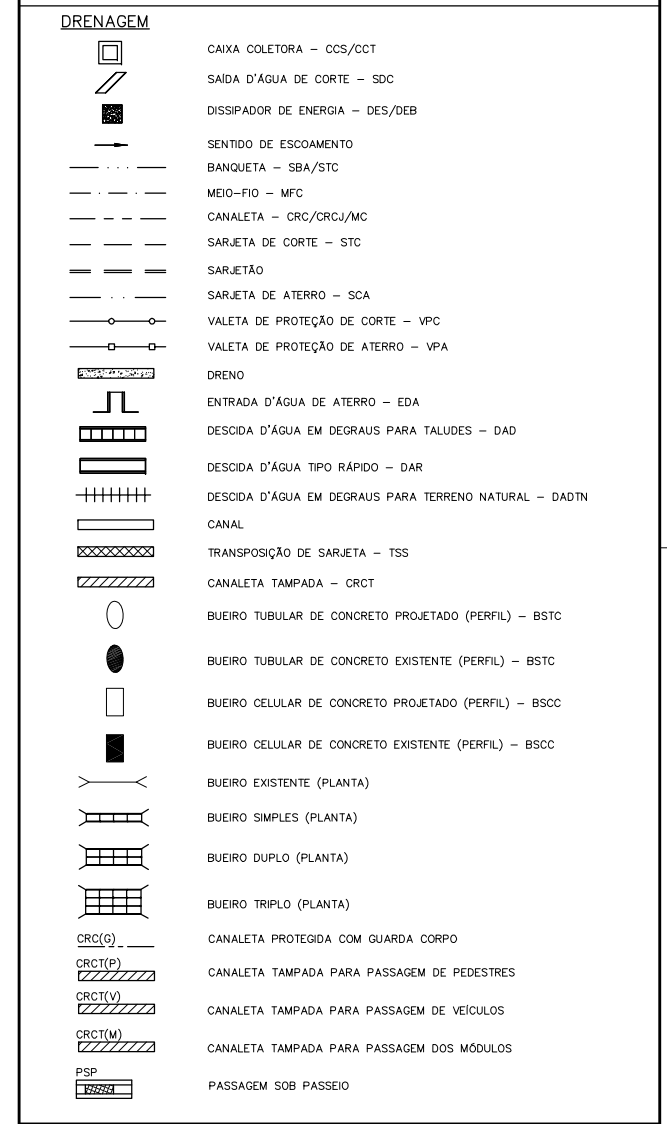 DRENAGEM
CAIXA COLETORA – CCS/CCT
SAÍDA D'ÁGUA DE CORTE – SDC
DISSIPADOR DE ENERGIA – DES/DEB
SENTIDO DE ESCOAMENTO
BANQUETA – SBA/STC
MEIO–FIO – MFC
CANALETA – CRC/CRCJ/MC
SARJETA DE CORTE – STC
SARJETÃO
SARJETA DE ATERRO – SCA
VALETA DE PROTEÇÃO DE CORTE – VPC
VALETA DE PROTEÇÃO DE ATERRO – VPA
DRENO
ENTRADA D'ÁGUA DE ATERRO – EDA
DESCIDA D'ÁGUA EM DEGRAUS PARA TALUDES – DAD
DESCIDA D'ÁGUA TIPO RÁPIDO – DAR
DESCIDA D'ÁGUA EM DEGRAUS PARA TERRENO NATURAL – DADTN
CANAL
TRANSPOSIÇÃO DE SARJETA – TSS
CANALETA TAMPADA – CRCT
BUEIRO TUBULAR DE CONCRETO PROJETADO (PERFIL) – BSTC
BUEIRO TUBULAR DE CONCRETO EXISTENTE (PERFIL) – BSTC
BUEIRO CELULAR DE CONCRETO PROJETADO (PERFIL) – BSCC
BUEIRO CELULAR DE CONCRETO EXISTENTE (PERFIL) – BSCC
BUEIRO EXISTENTE (PLANTA)
BUEIRO SIMPLES (PLANTA)
BUEIRO DUPLO (PLANTA)
BUEIRO TRIPLO (PLANTA)
CRC(G) CANALETA PROTEGIDA COM GUARDA CORPO
CRCT(P) CANALETA TAMPADA PARA PASSAGEM DE PEDESTRES
CRCT(V) CANALETA TAMPADA PARA PASSAGEM DE VEÍCULOS
CRCT(M) CANALETA TAMPADA PARA PASSAGEM DOS MÓDULOS
PSP PASSAGEM SOB PASSEIO